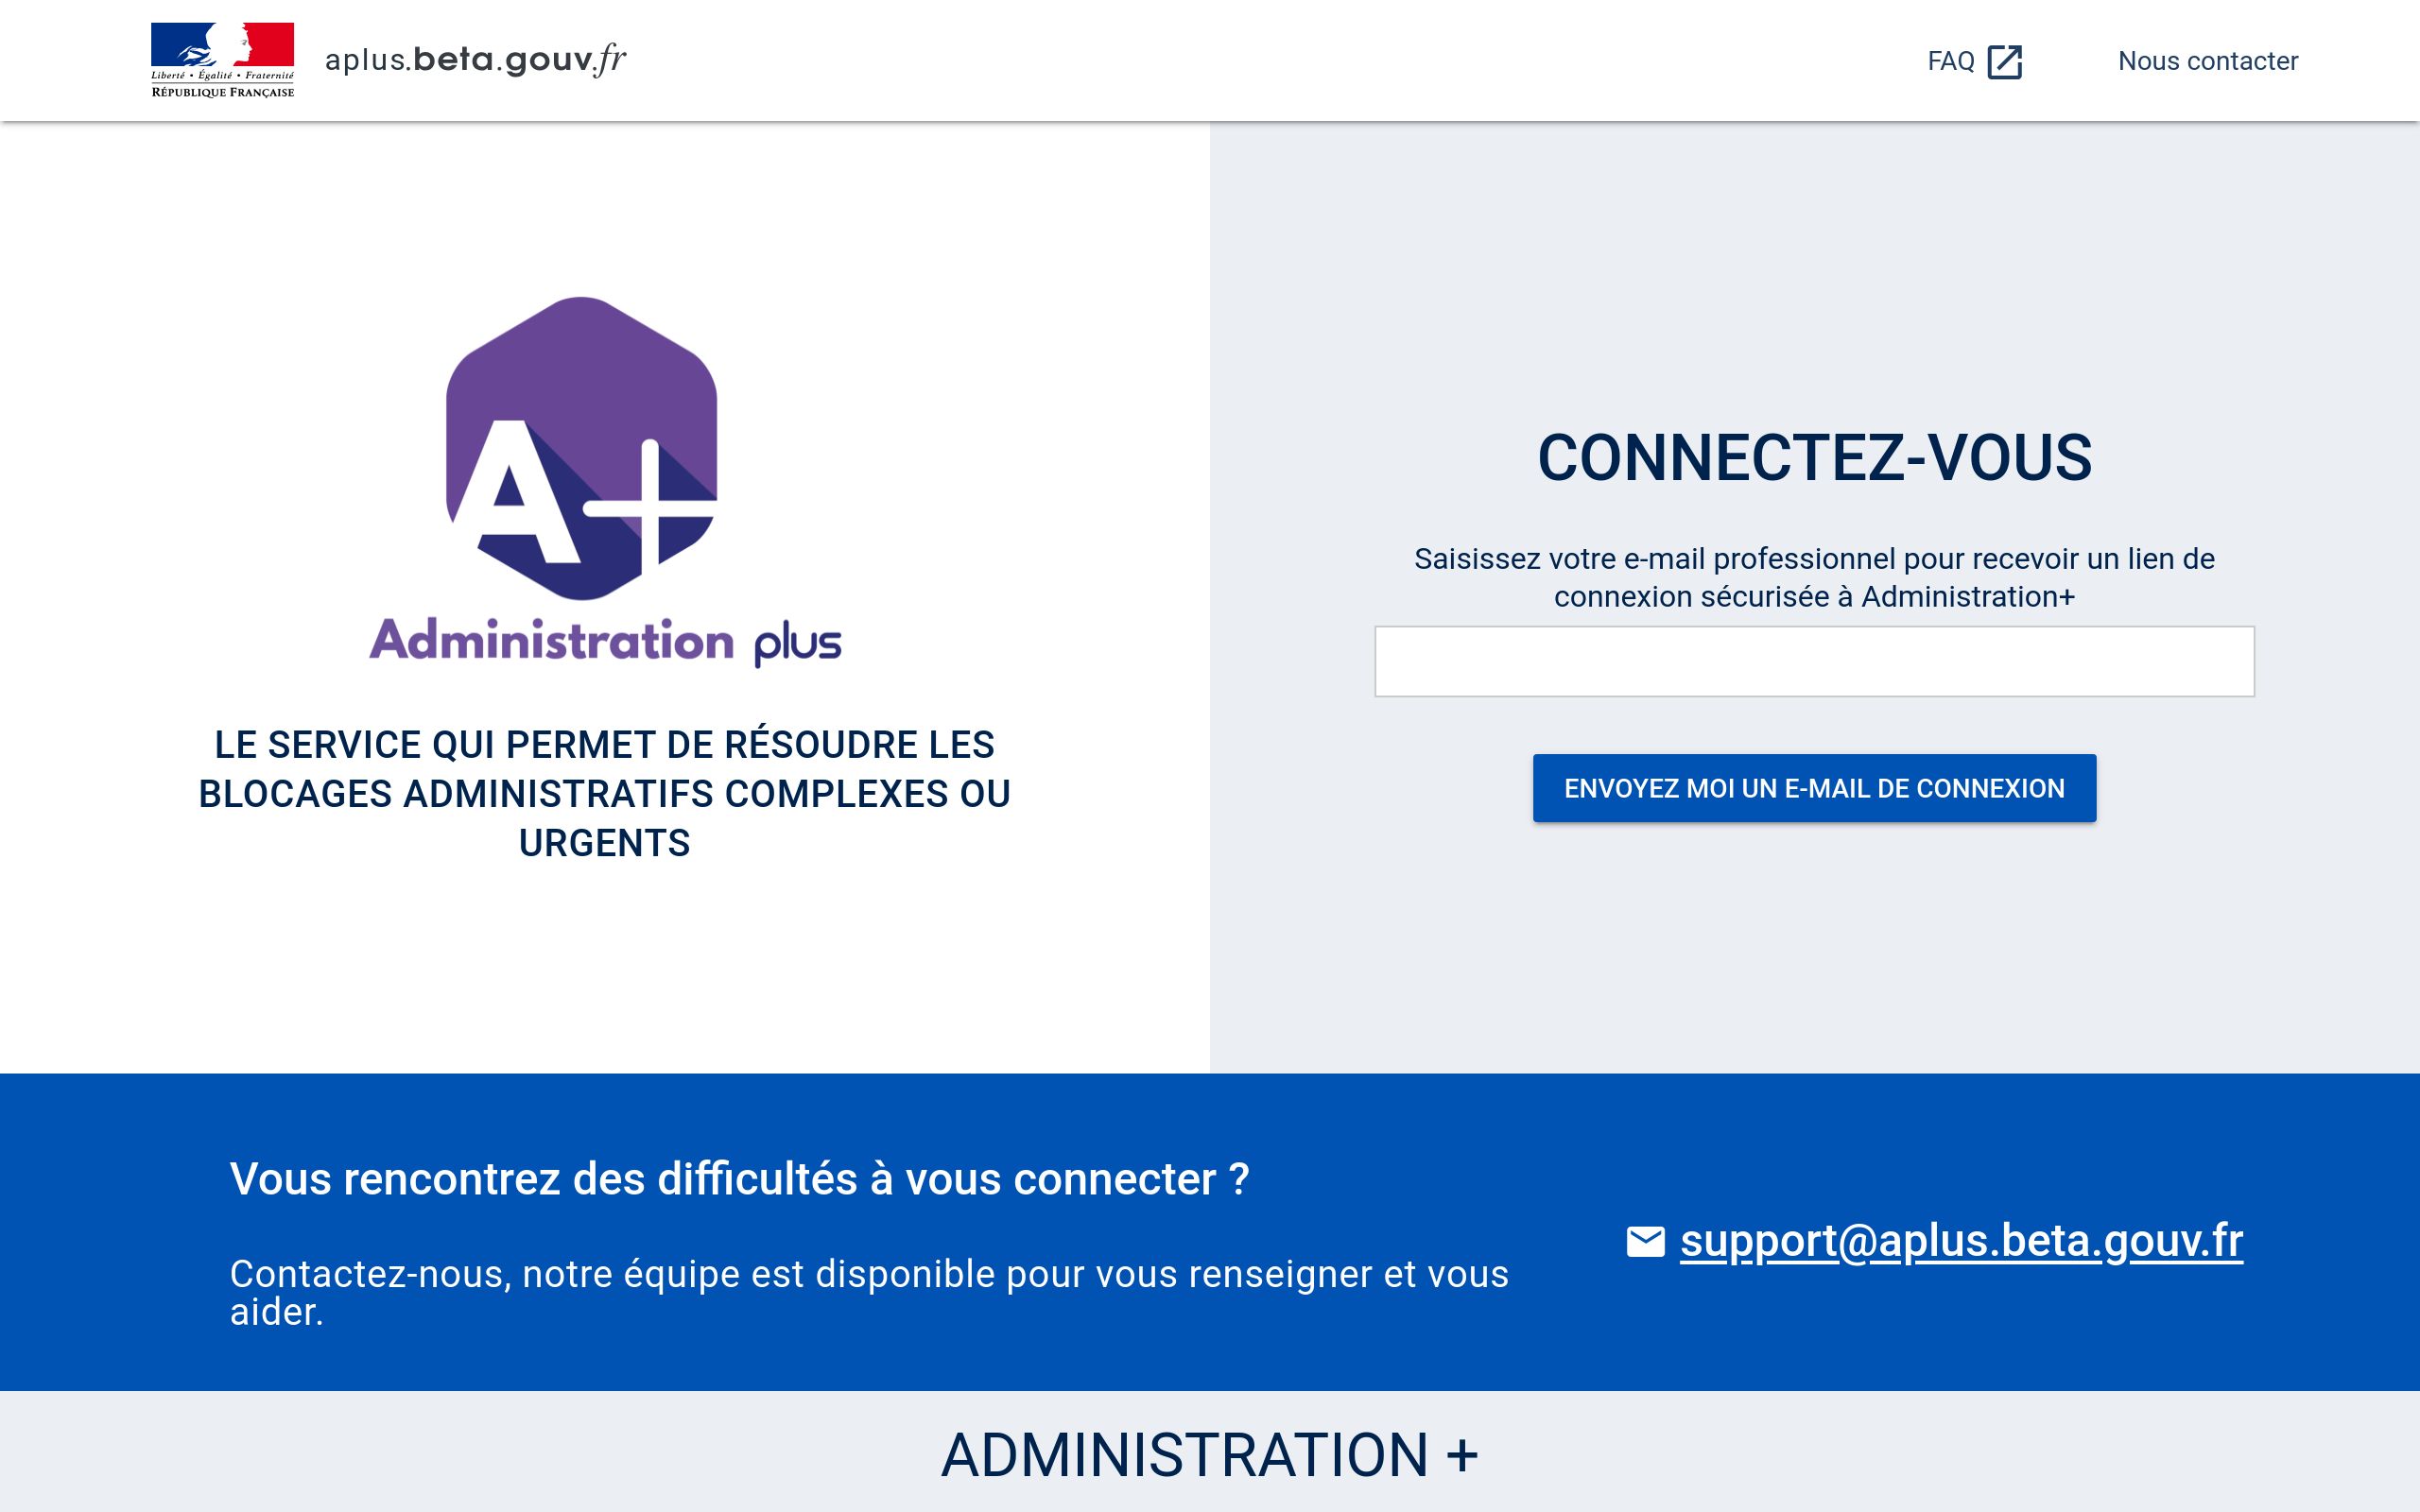 Liberté • Égalité • Fraternité
RÉPUBLIQUE FRANÇAISE
aplus.beta.gouv.fr
FAQ
Nous contacter
A+
Administration plus
LE SERVICE QUI PERMET DE RÉSOUDRE LES
BLOCAGES ADMINISTRATIFS COMPLEXES OU
URGENTS
CONNECTEZ-VOUS
Saisissez votre e-mail professionnel pour recevoir un lien de
connexion sécurisée à Administration+
ENVOYEZ MOI UN E-MAIL DE CONNEXION
Vous rencontrez des difficultés à vous connecter ?
Contactez-nous, notre équipe est disponible pour vous renseigner et vous
aider.
support@aplus.beta.gouv.fr
ADMINISTRATION +